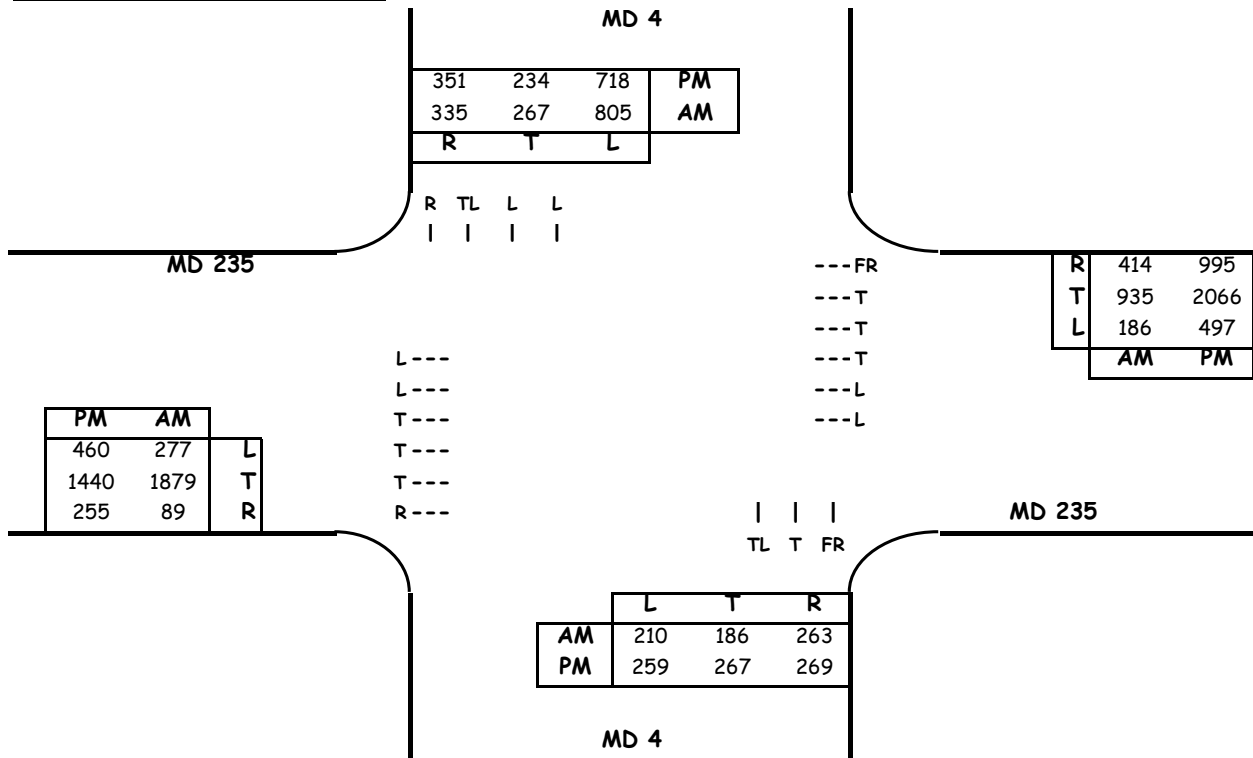 MD 4
351 234 718 PM
335 267 805 AM
R T L
R TL L L
MD 235
---FR
---T
---T
---T
---L
---L
R 414 995
T 935 2066
L 186 497
AM PM
L---
L---
T---
T---
T---
R---
PM AM
460 277 L
1440 1879 T
255 89 R
MD 235
TL T FR
L T R
AM 210 186 263
PM 259 267 269
MD 4